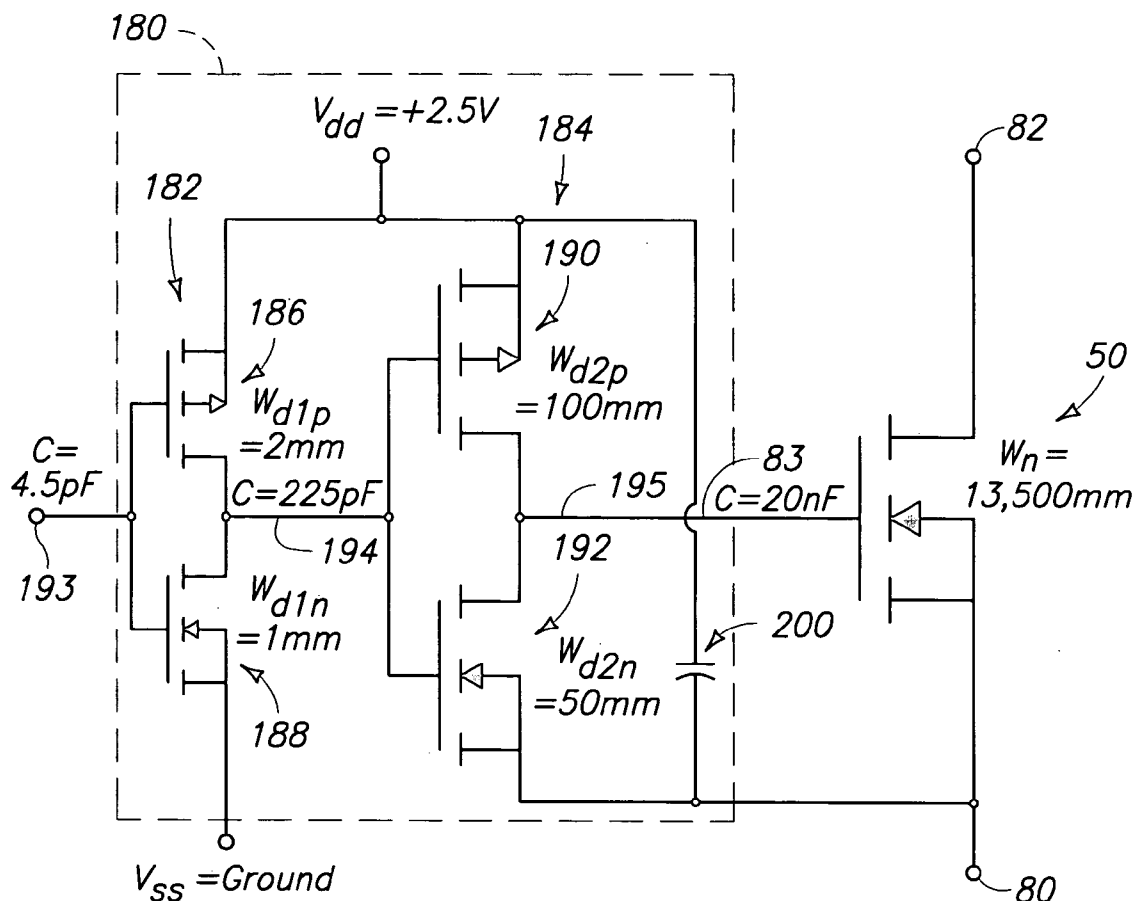 180
V_dd = +2.5V
184
82
182
190
186
W_d2p
= 100mm
50
W_d1p
= 2mm
W_n =
13,500mm
C=
4.5pF
83
C=225pF
195
C=20nF
194
192
193
W_d1n
= 1mm
200
W_d2n
= 50mm
188
V_ss = Ground
80